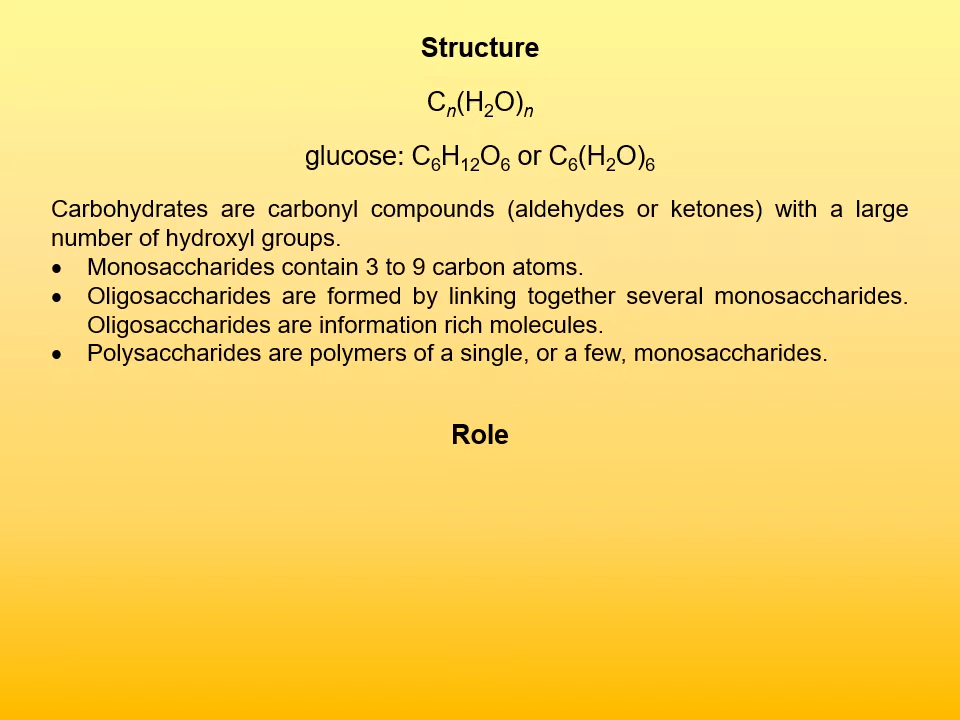 Structure
Cₙ(H₂O)ₙ
glucose: C₆H₁₂O₆ or C₆(H₂O)₆
Carbohydrates are carbonyl compounds (aldehydes or ketones) with a large
number of hydroxyl groups.
• Monosaccharides contain 3 to 9 carbon atoms.
• Oligosaccharides are formed by linking together several monosaccharides.
Oligosaccharides are information rich molecules.
• Polysaccharides are polymers of a single, or a few, monosaccharides.
Role